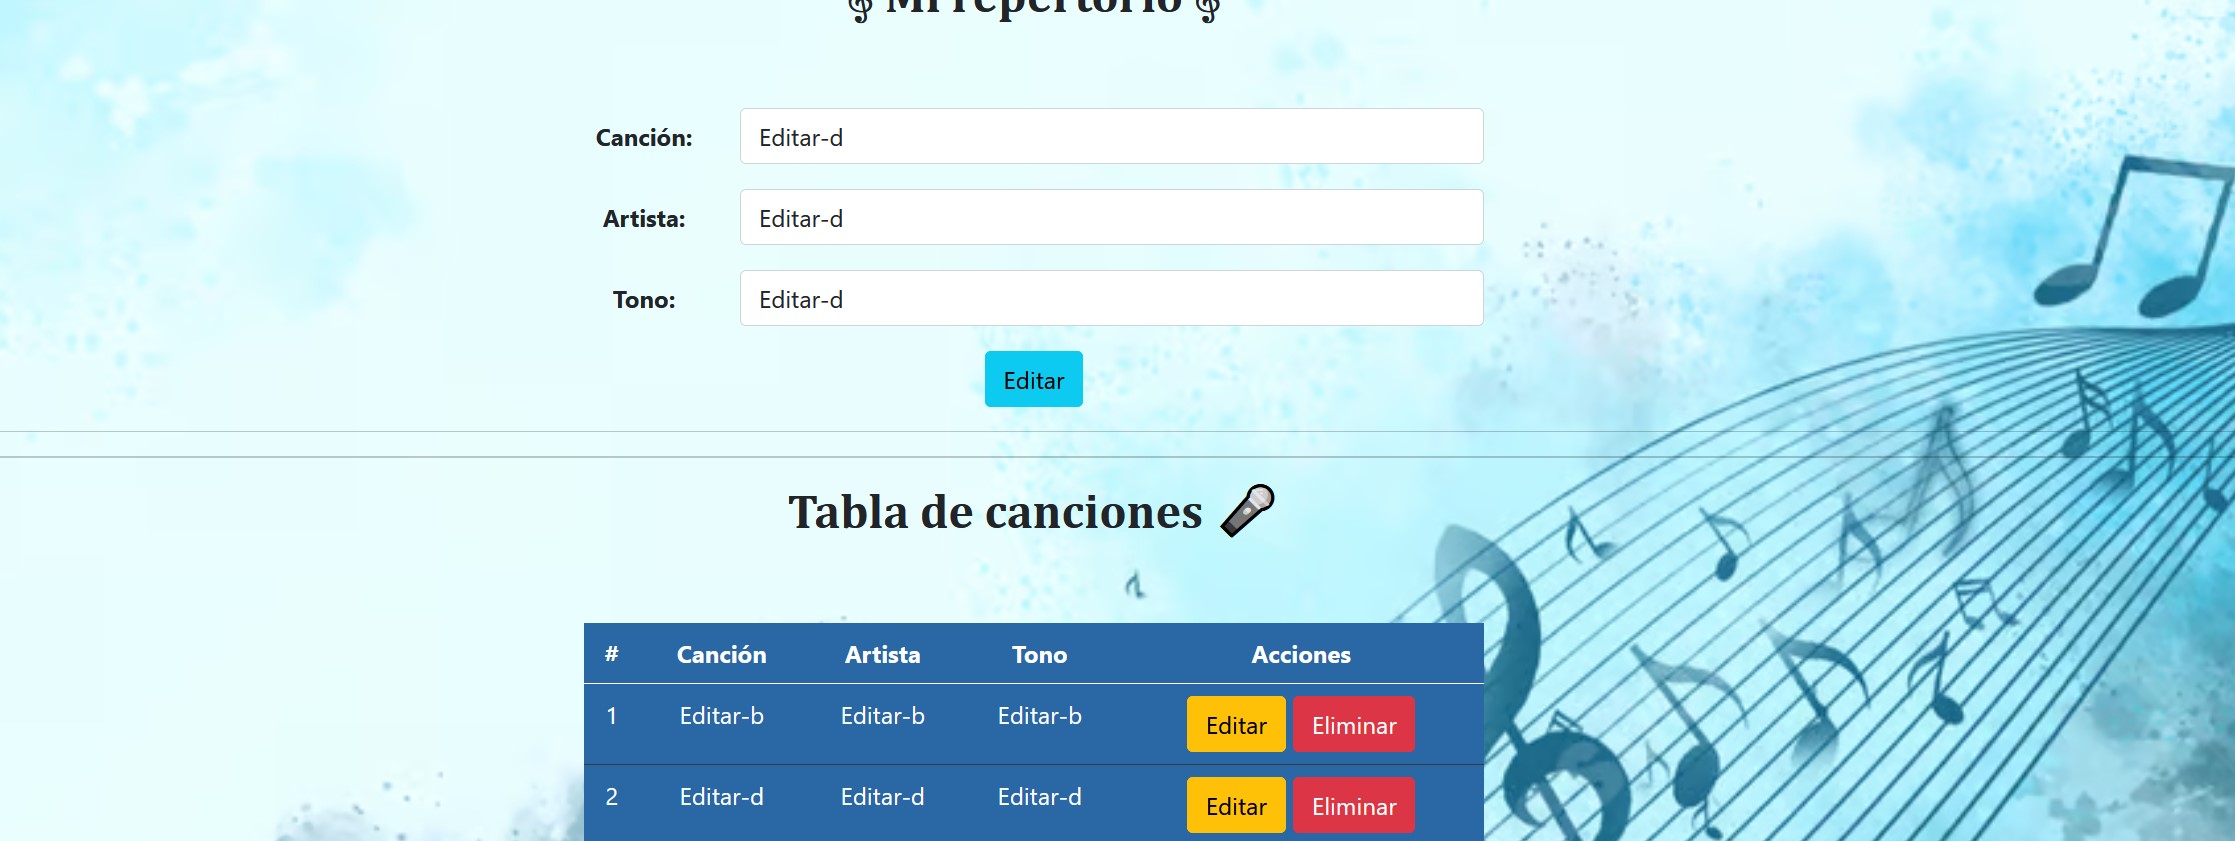 Mi repertorio
Canción: Editar-d
Artista: Editar-d
Tono: Editar-d
Editar
Tabla de canciones
# Canción Artista Tono Acciones
1 Editar-b Editar-b Editar-b Editar Eliminar
2 Editar-d Editar-d Editar-d Editar Eliminar